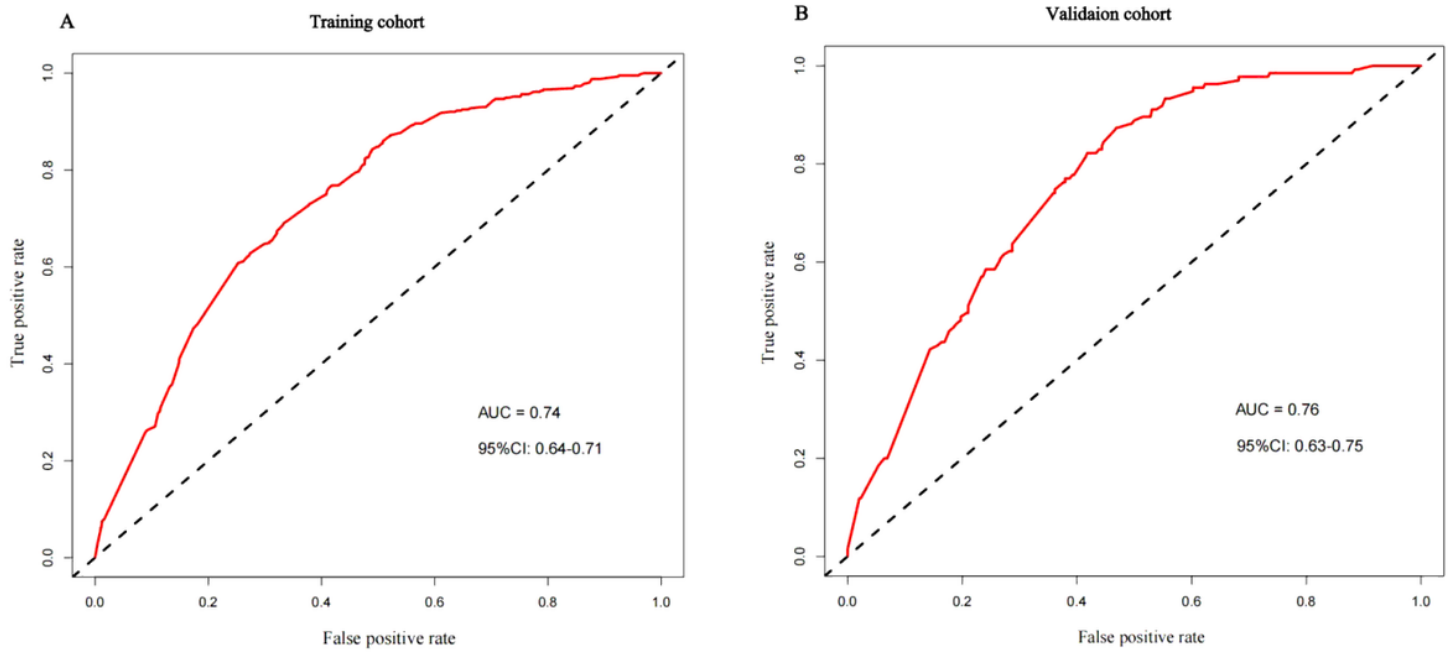 A
Training cohort
1.0
0.8
0.6
0.4
0.2
0.0
True positive rate
AUC = 0.74
95%CI: 0.64-0.71
0.0 0.2 0.4 0.6 0.8 1.0
False positive rate
B
Validaion cohort
1.0
0.8
0.6
0.4
0.2
0.0
True positive rate
AUC = 0.76
95%CI: 0.63-0.75
0.0 0.2 0.4 0.6 0.8 1.0
False positive rate